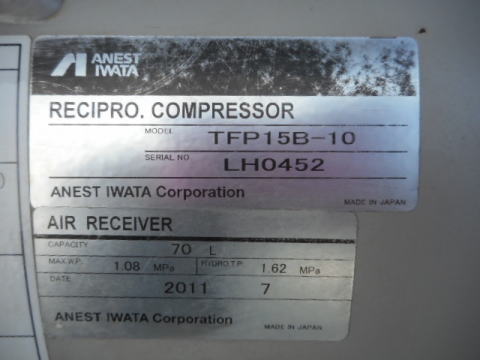 ANEST
IWATA
RECIPRO. COMPRESSOR
MODEL TFP15B-10
SERIAL NO LH0452
ANEST IWATA Corporation MADE IN JAPAN
AIR RECEIVER
CAPACITY 70 L
MAX.W.P. 1.08 MPa HYDRO.T.P. 1.62 MPa
DATE 2011 7
ANEST IWATA Corporation MADE IN JAPAN